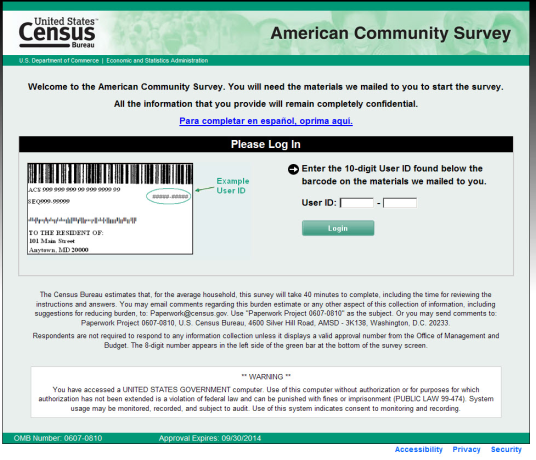 United States™
Census
Bureau
American Community Survey
U.S. Department of Commerce | Economic and Statistics Administration
Welcome to the American Community Survey. You will need the materials we mailed to you to start the survey.
All the information that you provide will remain completely confidential.
Para completar en español, oprima aquí.
Please Log In
ACS 999 999 999 99 999 9999 99
#####-#####
SEQ999-99999
TO THE RESIDENT OF:
101 Main Street
Anytown, MD 20000
Example
User ID
Enter the 10-digit User ID found below the
barcode on the materials we mailed to you.
User ID: -
Login
The Census Bureau estimates that, for the average household, this survey will take 40 minutes to complete, including the time for reviewing the
instructions and answers. You may email comments regarding this burden estimate or any other aspect of this collection of information, including
suggestions for reducing burden, to: Paperwork@census.gov. Use "Paperwork Project 0607-0810" as the subject. Or you may send comments to:
Paperwork Project 0607-0810, U.S. Census Bureau, 4600 Silver Hill Road, AMSD - 3K138, Washington, D.C. 20233.
Respondents are not required to respond to any information collection unless it displays a valid approval number from the Office of Management and
Budget. The 8-digit number appears in the left side of the green bar at the bottom of the survey screen.
** WARNING **
You have accessed a UNITED STATES GOVERNMENT computer. Use of this computer without authorization or for purposes for which
authorization has not been extended is a violation of federal law and can be punished with fines or imprisonment (PUBLIC LAW 99-474). System
usage may be monitored, recorded, and subject to audit. Use of this system indicates consent to monitoring and recording.
OMB Number: 0607-0810
Approval Expires: 09/30/2014
Accessibility Privacy Security